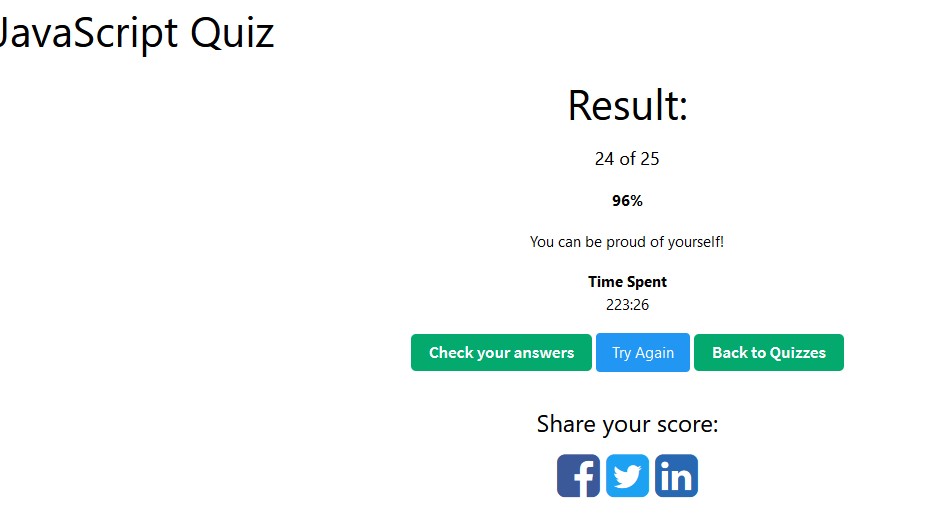 JavaScript Quiz
Result:
24 of 25
96%
You can be proud of yourself!
Time Spent
223:26
Check your answers Try Again Back to Quizzes
Share your score:
f in